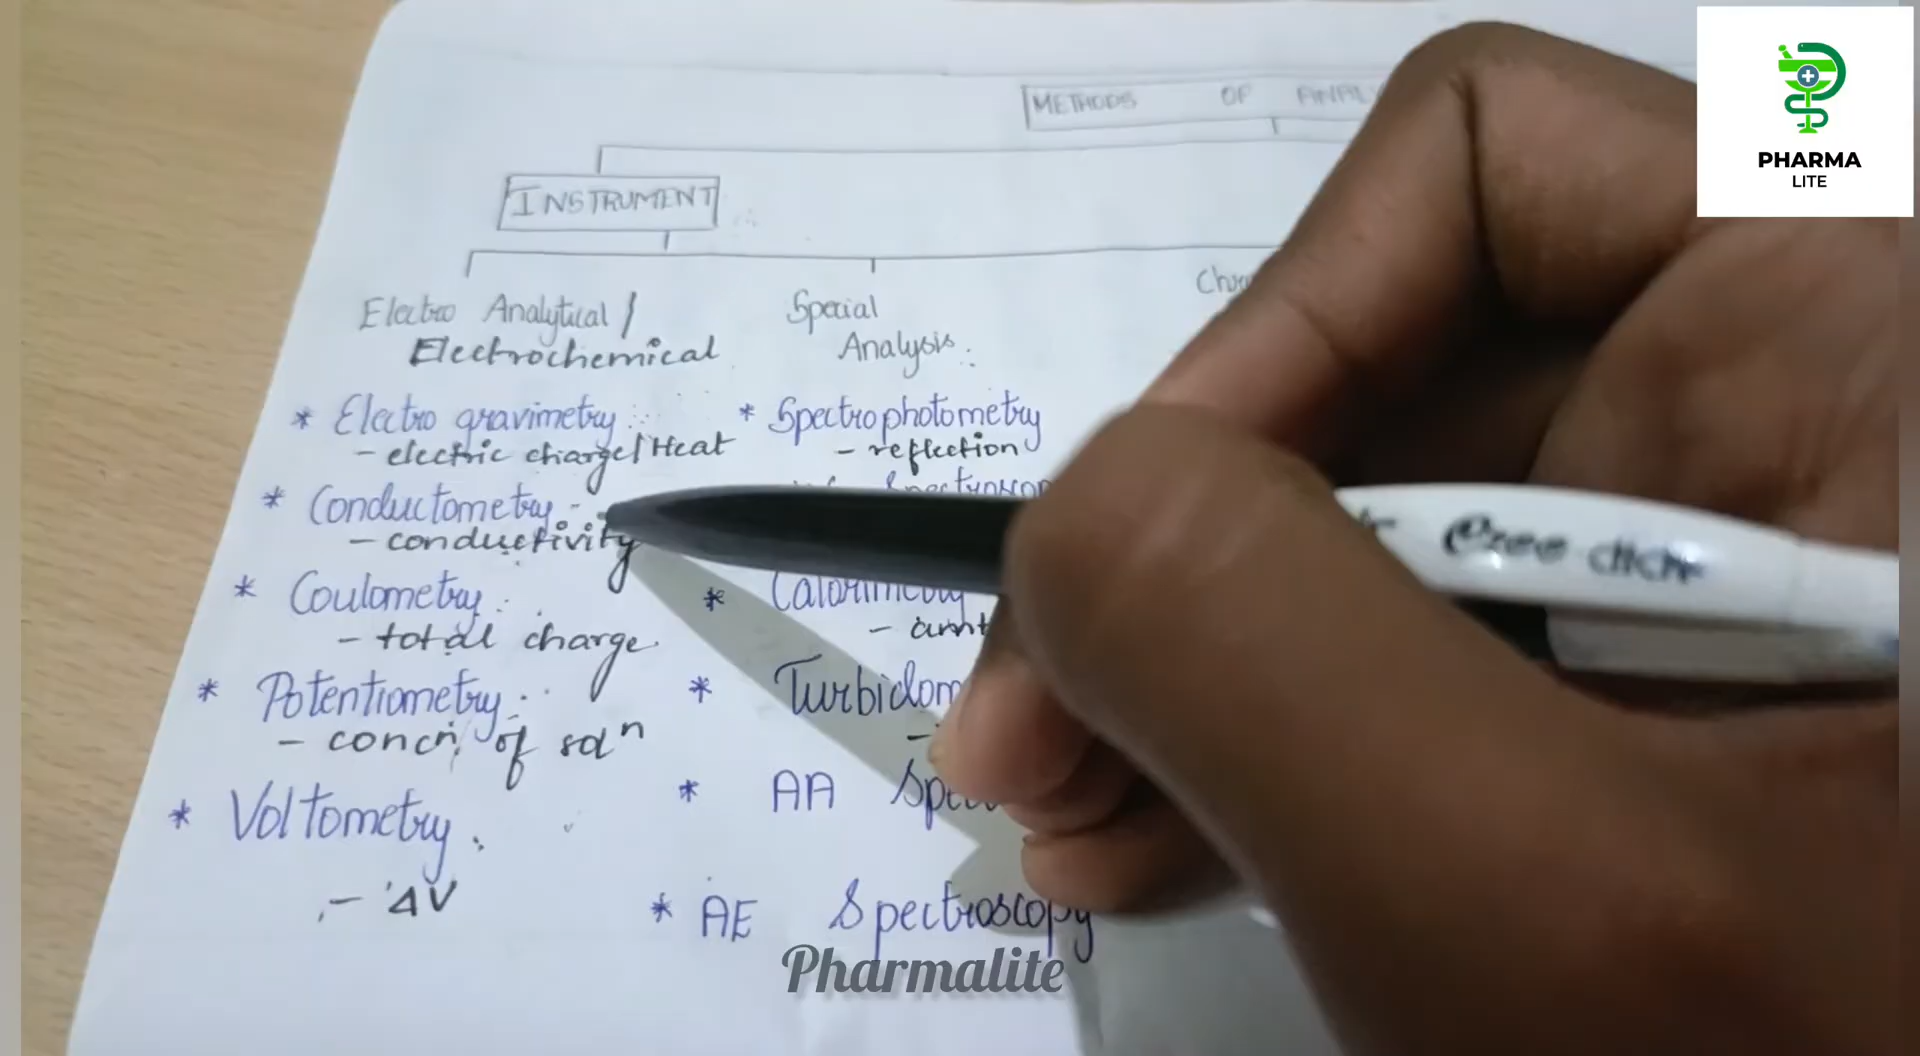 METHODS OF
INSTRUMENT
Electro Analytical /
Electrochemical
* Electro gravimetry
- electric charge/Heat
* Conductometry -
- conductivity
* Coulometry
- total charge
* Potentiometry
- concn, of soln
* Voltometry
- ΔV
Special
Analysis
* Spectrophotometry
- reflection
* 
- amt
* 
* AA
* AE Spectroscopy
Pharmalite
PHARMA
LITE